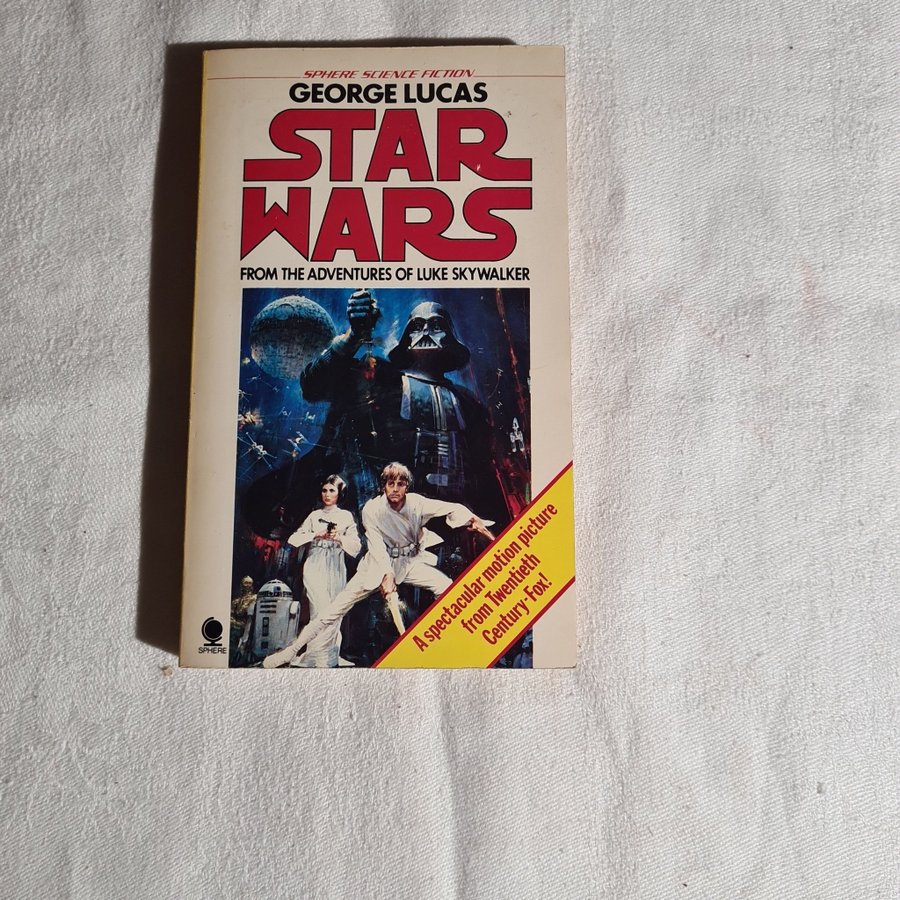 SPHERE SCIENCE FICTION
GEORGE LUCAS
STAR
WARS
FROM THE ADVENTURES OF LUKE SKYWALKER
A spectacular motion picture
from Twentieth
Century-Fox!
SPHERE